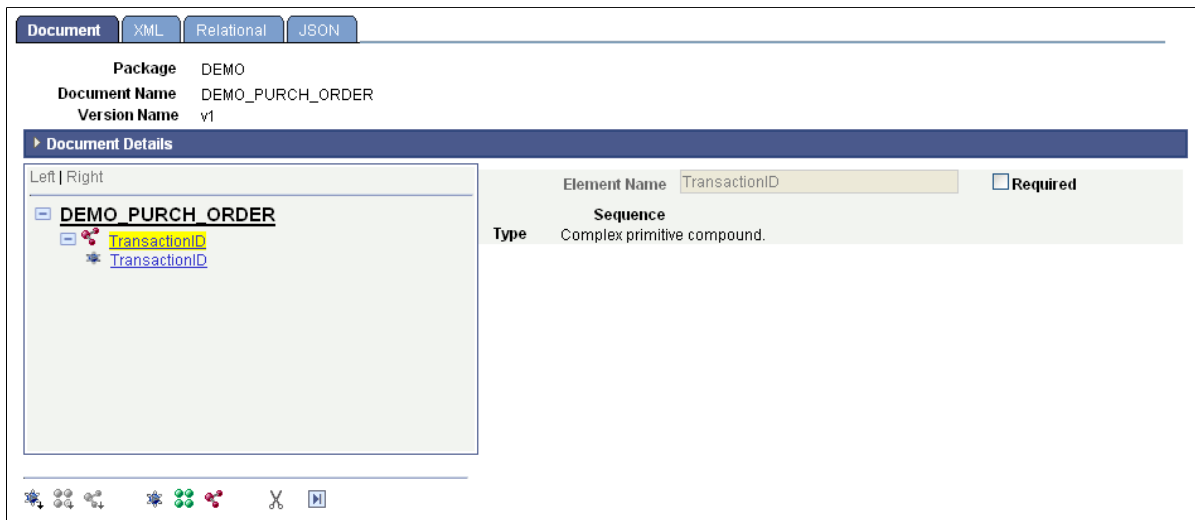 Document XML Relational JSON
Package DEMO
Document Name DEMO_PURCH_ORDER
Version Name v1
Document Details
Left | Right
DEMO_PURCH_ORDER
TransactionID
TransactionID
Element Name TransactionID Required
Sequence
Type Complex primitive compound.